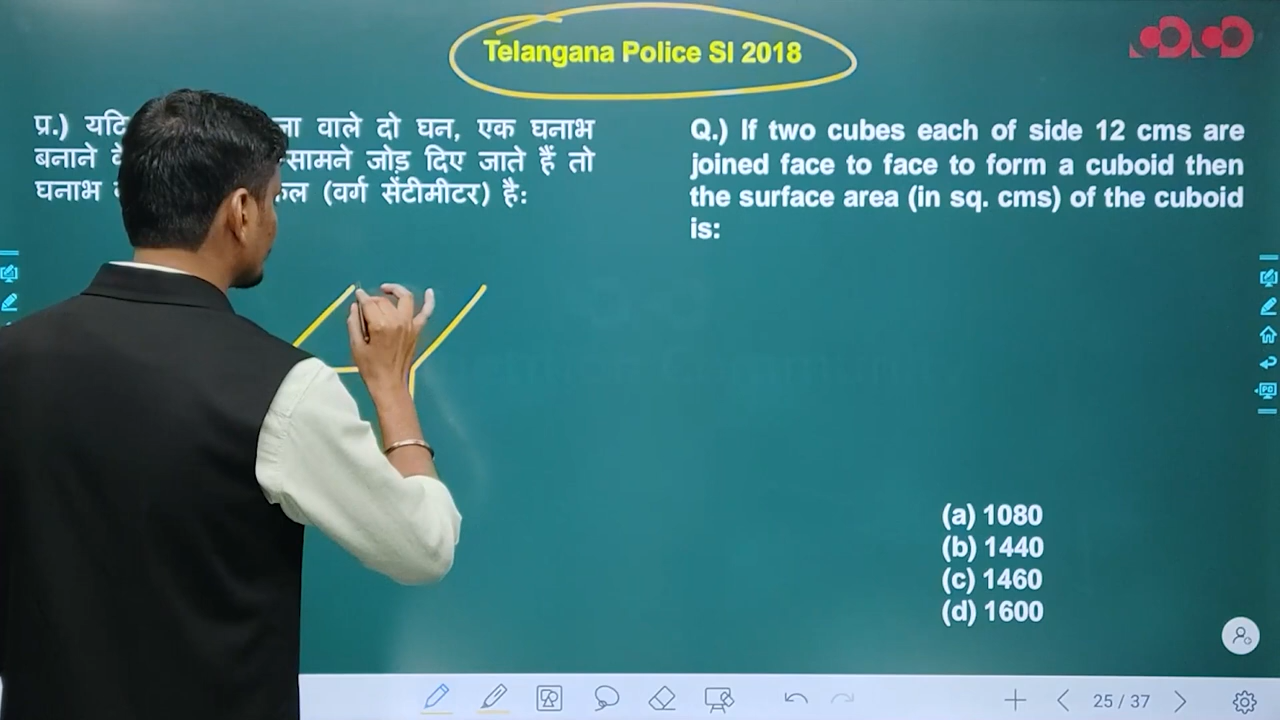 Telangana Police SI 2018
प्र.) यदि वाले दो घन, एक घनाभ
बनाने सामने जोड़ दिए जाते हैं तो
घनाभ (वर्ग सेंटीमीटर) है:
Q.) If two cubes each of side 12 cms are
joined face to face to form a cuboid then
the surface area (in sq. cms) of the cuboid
is:
(a) 1080
(b) 1440
(c) 1460
(d) 1600
25 / 37